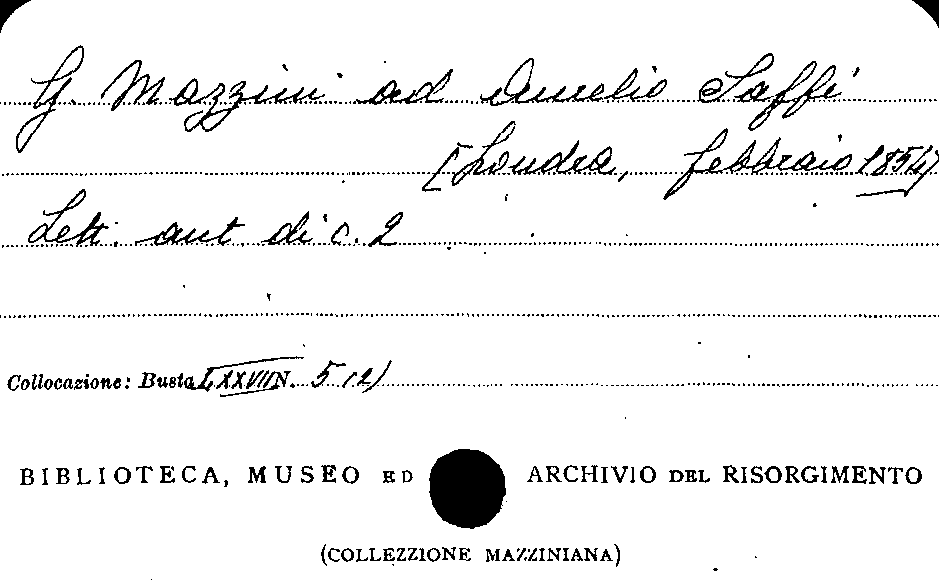 G. Mazzini ad Aurelio Saffi
[Londra, febbraio 1854]
Lett. aut. di c. 2
Collocazione: Busta LXXVII N. 5 (2)
BIBLIOTECA, MUSEO ED ARCHIVIO DEL RISORGIMENTO
(COLLEZZIONE MAZZINIANA)